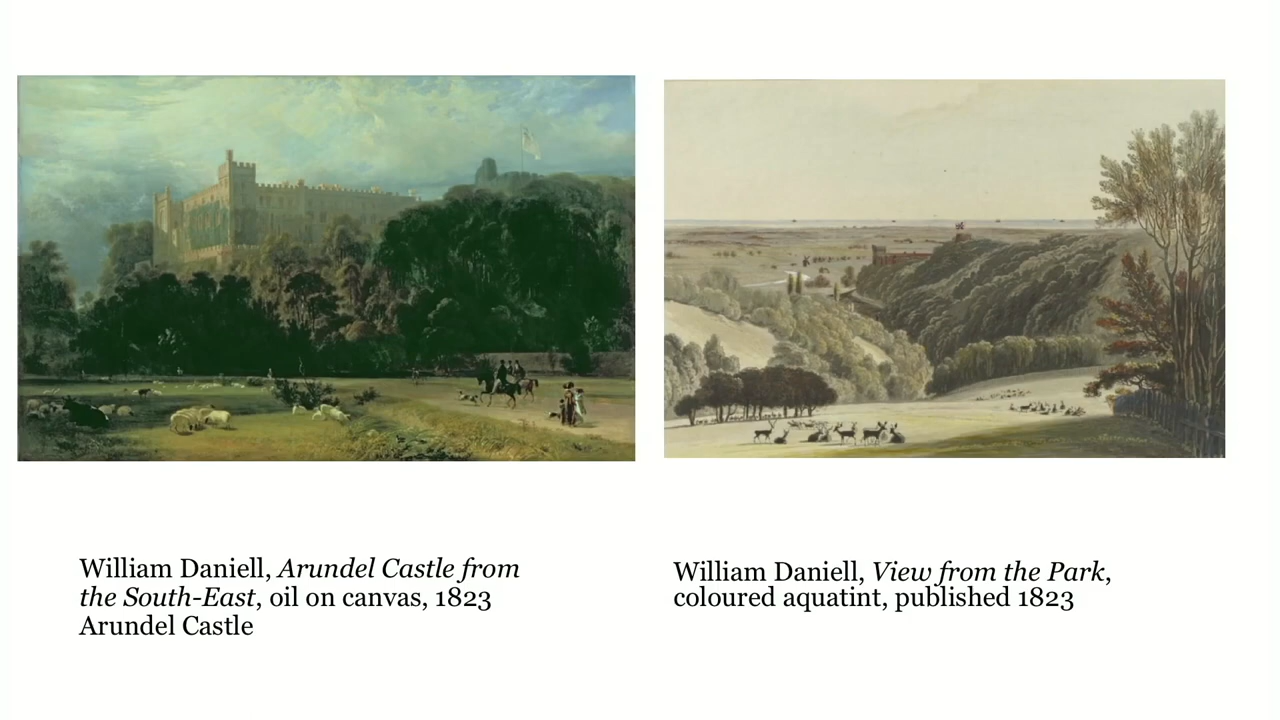 William Daniell, Arundel Castle from
the South-East, oil on canvas, 1823
Arundel Castle
William Daniell, View from the Park,
coloured aquatint, published 1823